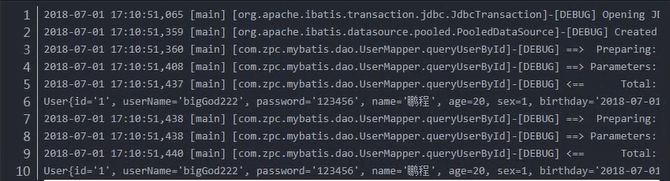 1 2018-07-01 17:10:51,065 [main] [org.apache.ibatis.transaction.jdbc.JdbcTransaction]-[DEBUG] Opening
2 2018-07-01 17:10:51,359 [main] [org.apache.ibatis.datasource.pooled.PooledDataSource]-[DEBUG] Created
3 2018-07-01 17:10:51,360 [main] [com.zpc.mybatis.dao.UserMapper.queryUserById]-[DEBUG] ==>  Preparing:
4 2018-07-01 17:10:51,408 [main] [com.zpc.mybatis.dao.UserMapper.queryUserById]-[DEBUG] ==> Parameters:
5 2018-07-01 17:10:51,437 [main] [com.zpc.mybatis.dao.UserMapper.queryUserById]-[DEBUG] <==      Total:
6 User{id='1', userName='bigGod222', password='123456', name='鹏程', age=20, sex=1, birthday='2018-07-01
7 2018-07-01 17:10:51,438 [main] [com.zpc.mybatis.dao.UserMapper.queryUserById]-[DEBUG] ==>  Preparing:
8 2018-07-01 17:10:51,438 [main] [com.zpc.mybatis.dao.UserMapper.queryUserById]-[DEBUG] ==> Parameters:
9 2018-07-01 17:10:51,440 [main] [com.zpc.mybatis.dao.UserMapper.queryUserById]-[DEBUG] <==      Total:
10 User{id='1', userName='bigGod222', password='123456', name='鹏程', age=20, sex=1, birthday='2018-07-01